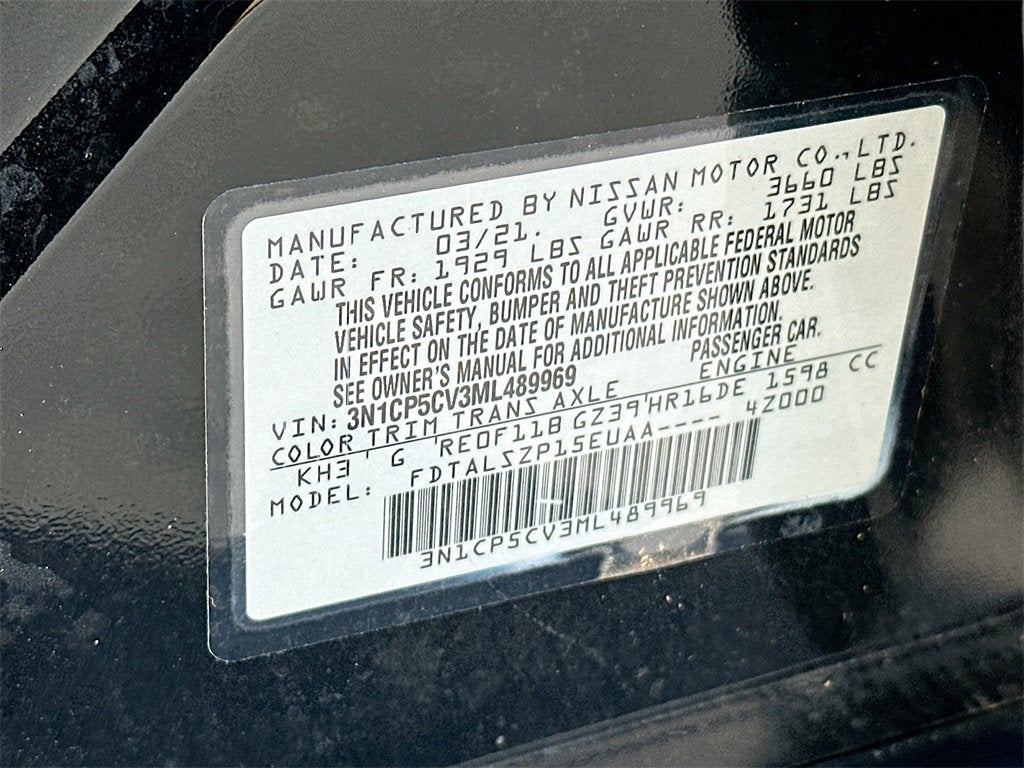 MANUFACTURED BY NISSAN MOTOR CO., LTD.
DATE: 03/21. GVWR: 3660 LBS
GAWR FR: 1929 LBS GAWR RR: 1731 LBS
THIS VEHICLE CONFORMS TO ALL APPLICABLE FEDERAL MOTOR
VEHICLE SAFETY, BUMPER AND THEFT PREVENTION STANDARDS
IN EFFECT ON THE DATE OF MANUFACTURE SHOWN ABOVE.
SEE OWNER'S MANUAL FOR ADDITIONAL INFORMATION.
VIN: 3N1CP5CV3ML489969 PASSENGER CAR.
COLOR TRIM TRANS AXLE ENGINE
KH3 ' G 'RE0F11B GZ39'HR16DE 1598 CC
MODEL: FDTALSZP15EUAA---- 4Z000
3N1CP5CV3ML489969